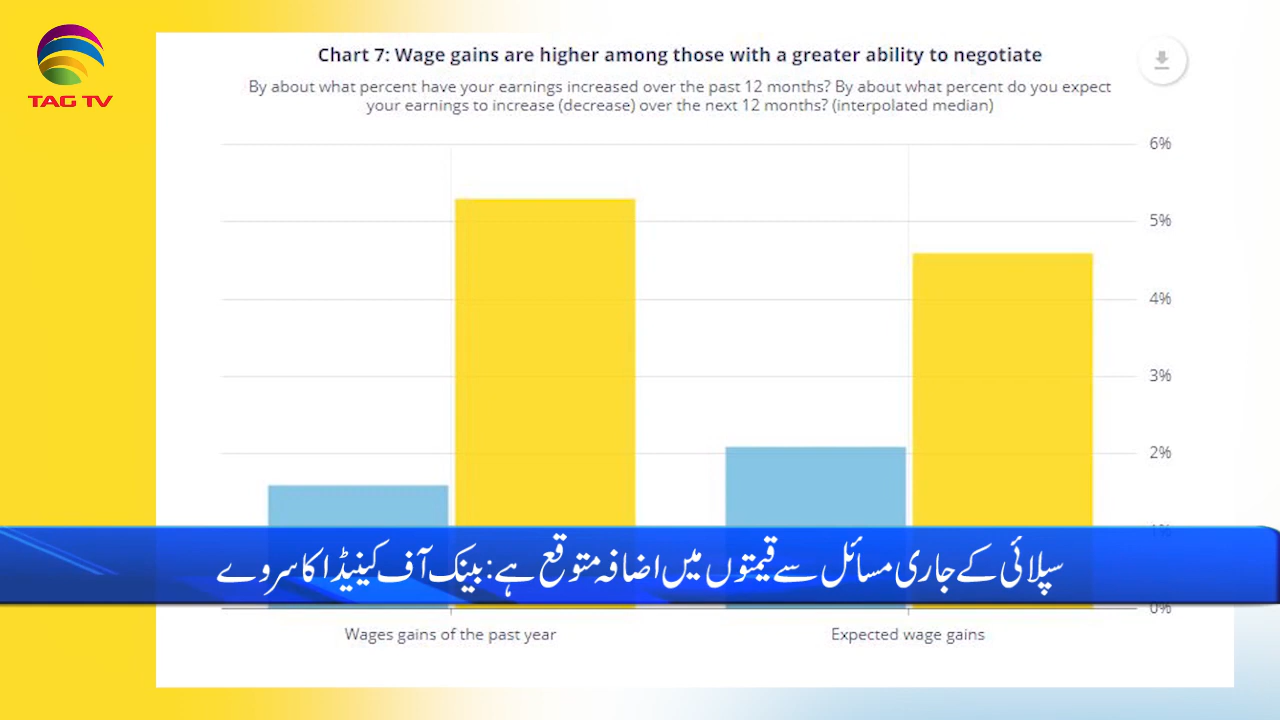 TAG TV
Chart 7: Wage gains are higher among those with a greater ability to negotiate
By about what percent have your earnings increased over the past 12 months? By about what percent do you expect
your earnings to increase (decrease) over the next 12 months? (interpolated median)
6%
5%
4%
3%
2%
1%
سپلائی کے جاری مسائل سے قیمتوں میں اضافہ متوقع ہے: بینک آف کینیڈا کا سروے
0%
Wages gains of the past year
Expected wage gains